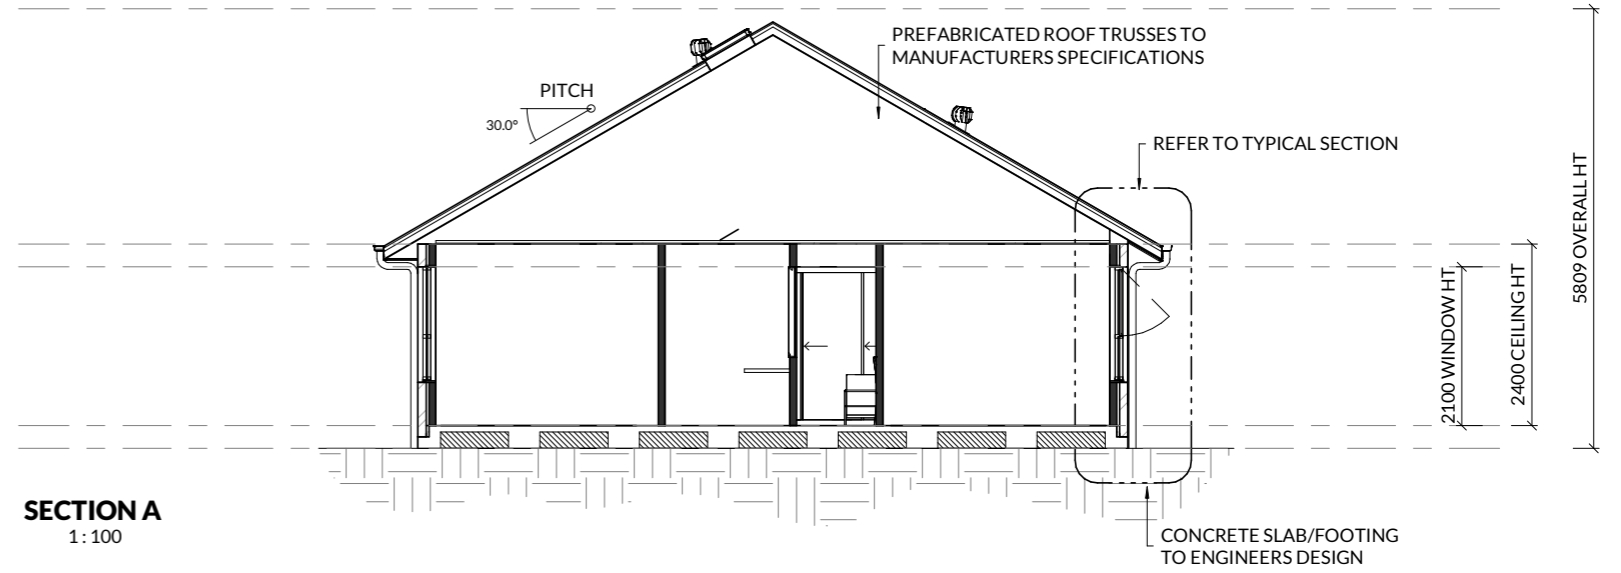 PREFABRICATED ROOF TRUSSES TO
MANUFACTURERS SPECIFICATIONS
PITCH
30.0°
REFER TO TYPICAL SECTION
2100 WINDOW HT
2400 CEILING HT
5809 OVERALL HT
SECTION A
1 : 100
CONCRETE SLAB/FOOTING
TO ENGINEERS DESIGN